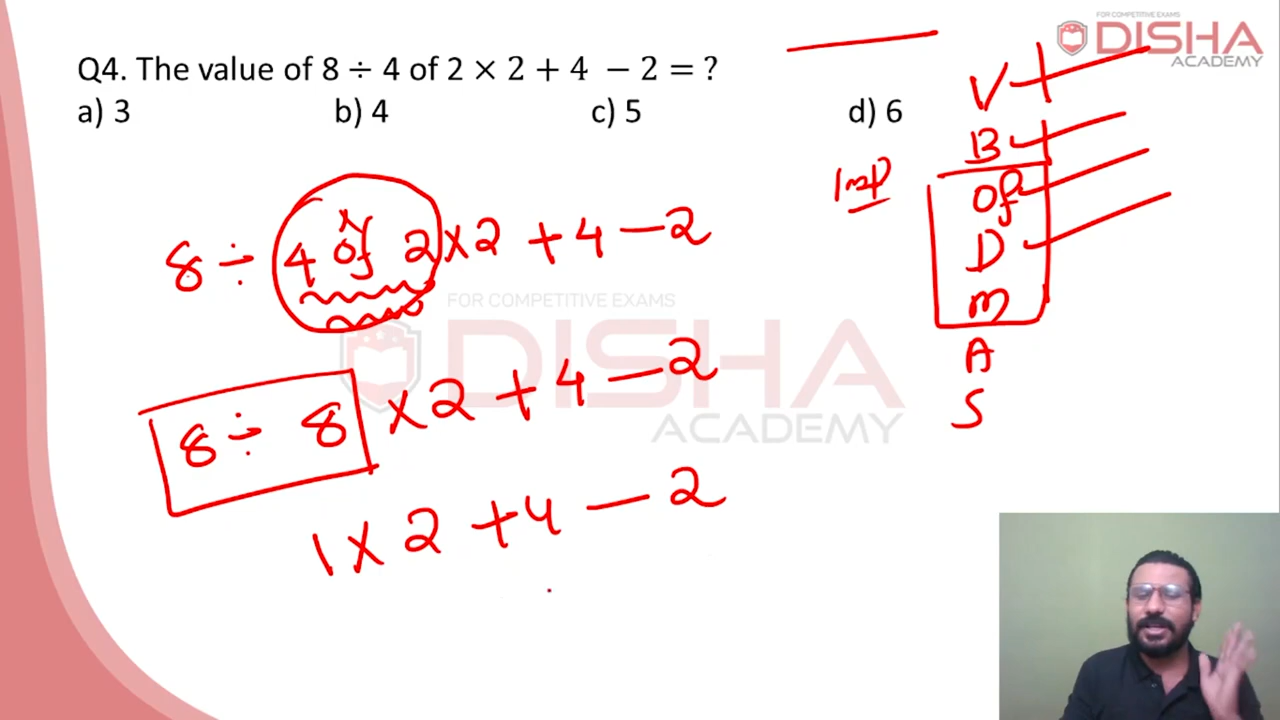 FOR COMPETITIVE EXAMS
DISHA
ACADEMY
Q4. The value of 8 ÷ 4 of 2 × 2 + 4 − 2 = ?
a) 3 b) 4 c) 5 d) 6
V
B
Imp
Of
D
M
A
S
8 ÷ 4 of 2 × 2 + 4 − 2
×
FOR COMPETITIVE EXAMS
DISHA
ACADEMY
8 ÷ 8 × 2 + 4 − 2
1 × 2 + 4 − 2